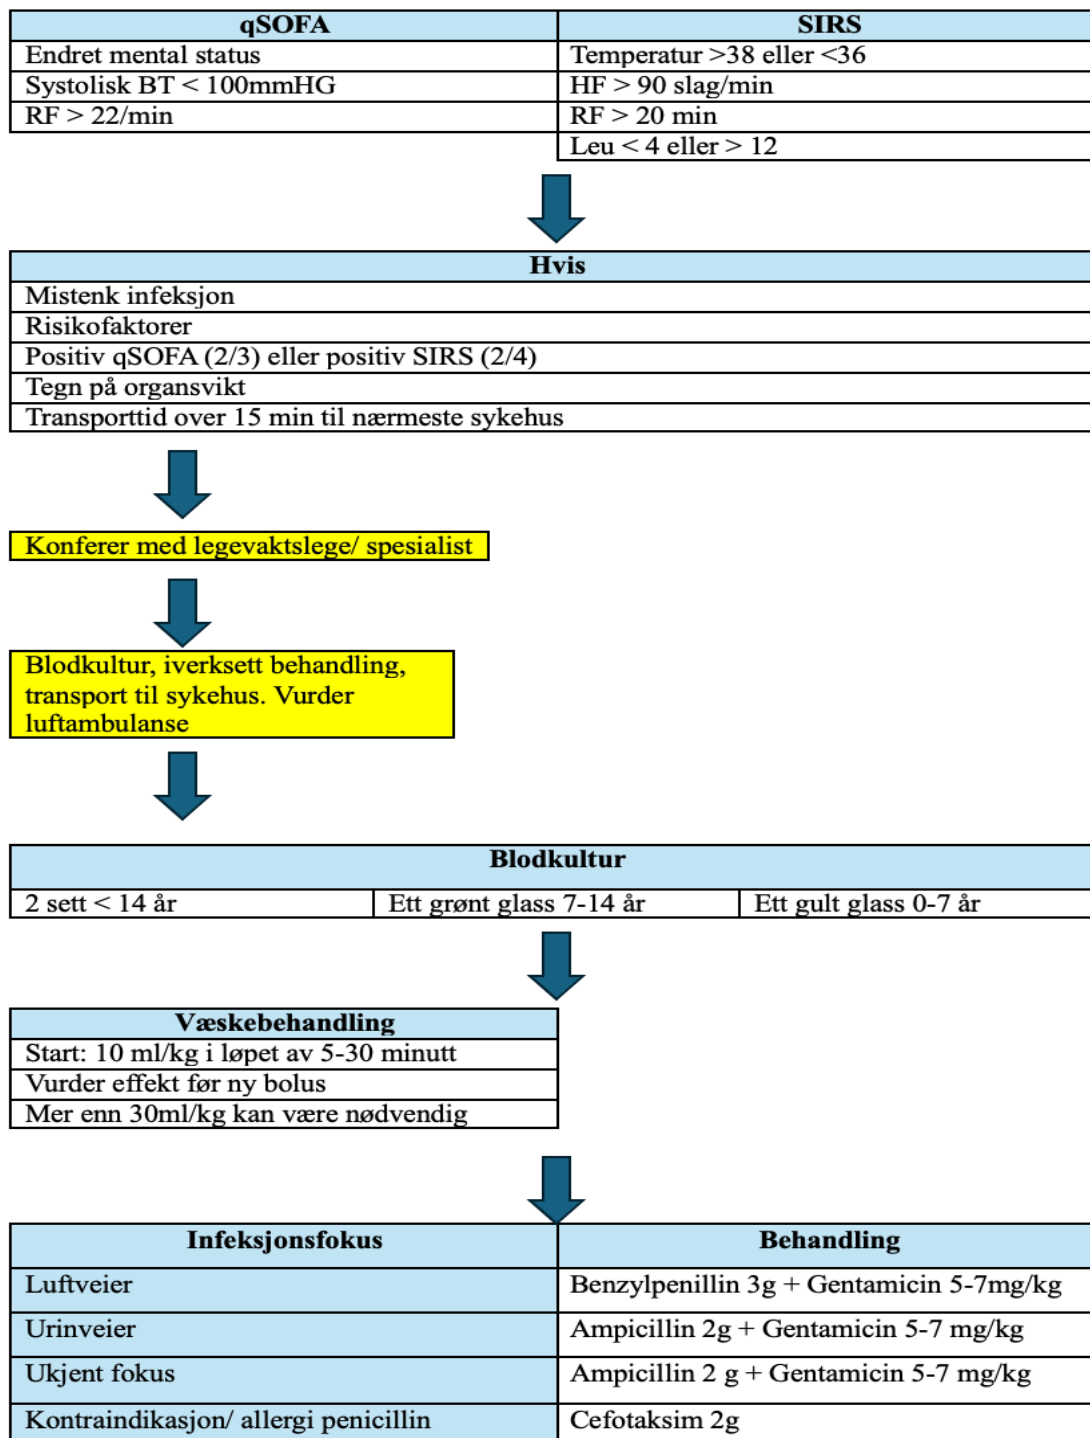 qSOFA SIRS
Endret mental status Temperatur >38 eller <36
Systolisk BT < 100mmHG HF > 90 slag/min
RF > 22/min RF > 20 min
Leu < 4 eller > 12
Hvis
Mistenk infeksjon
Risikofaktorer
Positiv qSOFA (2/3) eller positiv SIRS (2/4)
Tegn på organsvikt
Transporttid over 15 min til nærmeste sykehus
Konferer med legevaktslege/ spesialist
Blodkultur, iverksett behandling,
transport til sykehus. Vurder
luftambulanse
Blodkultur
2 sett < 14 år Ett grønt glass 7-14 år Ett gult glass 0-7 år
Væskebehandling
Start: 10 ml/kg i løpet av 5-30 minutt
Vurder effekt før ny bolus
Mer enn 30ml/kg kan være nødvendig
Infeksjonsfokus Behandling
Luftveier Benzylpenillin 3g + Gentamicin 5-7mg/kg
Urinveier Ampicillin 2g + Gentamicin 5-7 mg/kg
Ukjent fokus Ampicillin 2 g + Gentamicin 5-7 mg/kg
Kontraindikasjon/ allergi penicillin Cefotaksim 2g